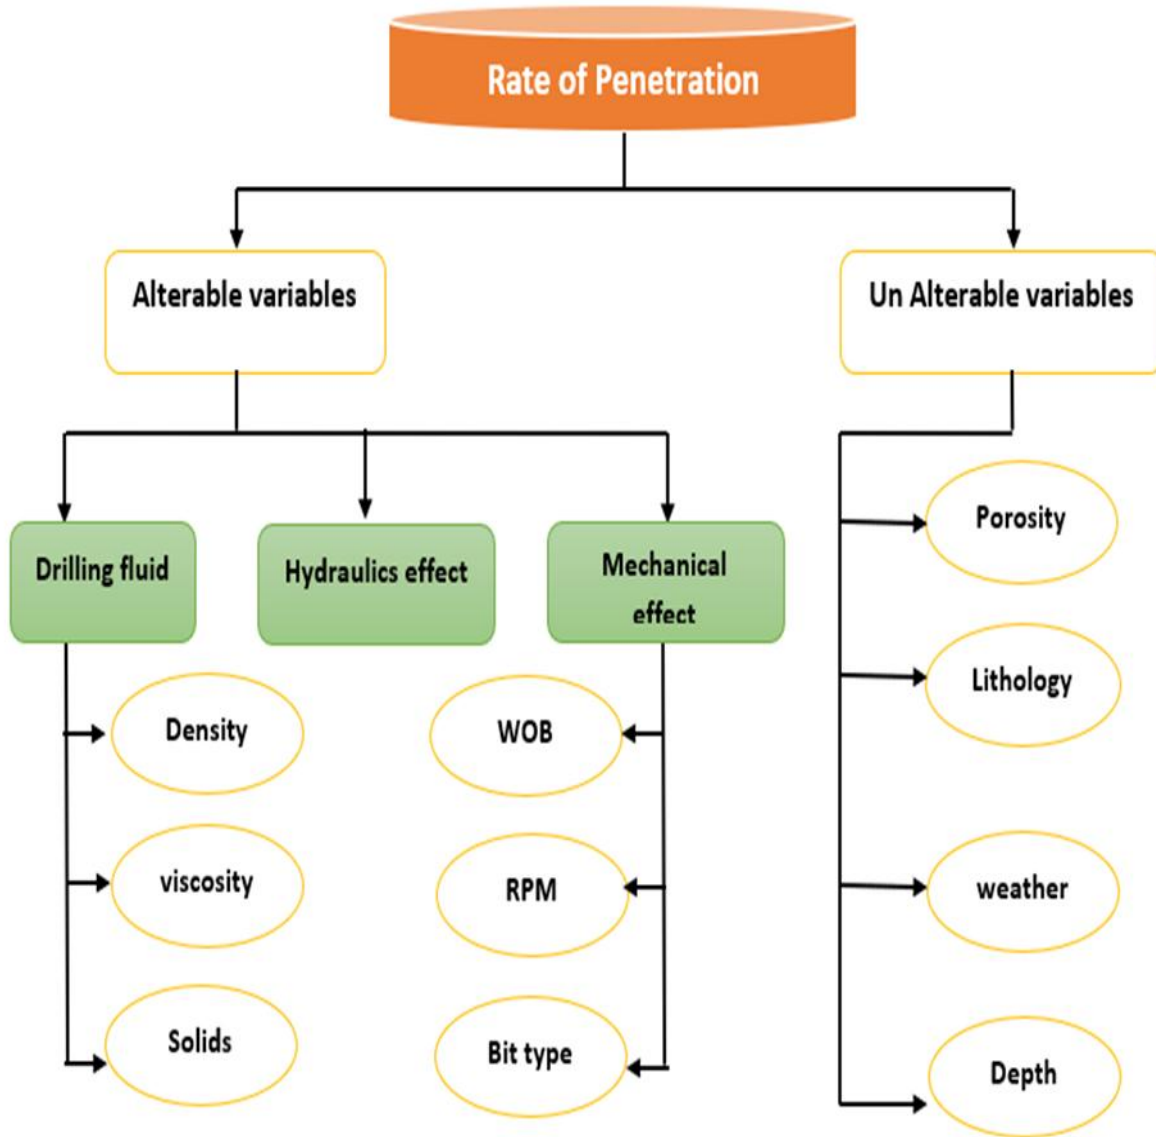 Rate of Penetration
Alterable variables
Un Alterable variables
Drilling fluid
Hydraulics effect
Mechanical
effect
Porosity
Lithology
weather
Depth
Density
viscosity
Solids
WOB
RPM
Bit type